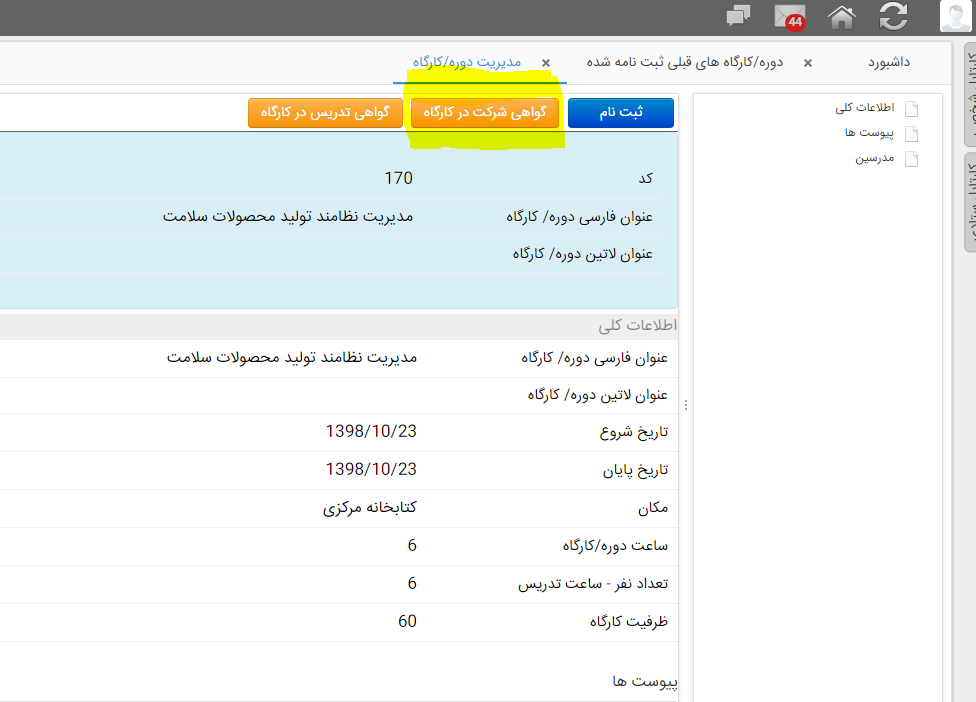 44
داشبورد
دوره/کارگاه های قبلی ثبت نامه شده
مدیریت دوره/کارگاه
اطلاعات کلی
پیوست ها
مدرسین
ثبت نام
گواهی شرکت در کارگاه
گواهی تدریس در کارگاه
کد 170
عنوان فارسی دوره/ کارگاه مدیریت نظامند تولید محصولات سلامت
عنوان لاتین دوره/ کارگاه
اطلاعات کلی
عنوان فارسی دوره/ کارگاه مدیریت نظامند تولید محصولات سلامت
عنوان لاتین دوره/ کارگاه
تاریخ شروع 1398/10/23
تاریخ پایان 1398/10/23
مکان کتابخانه مرکزی
ساعت دوره/کارگاه 6
تعداد نفر - ساعت تدریس 6
ظرفیت کارگاه 60
پیوست ها